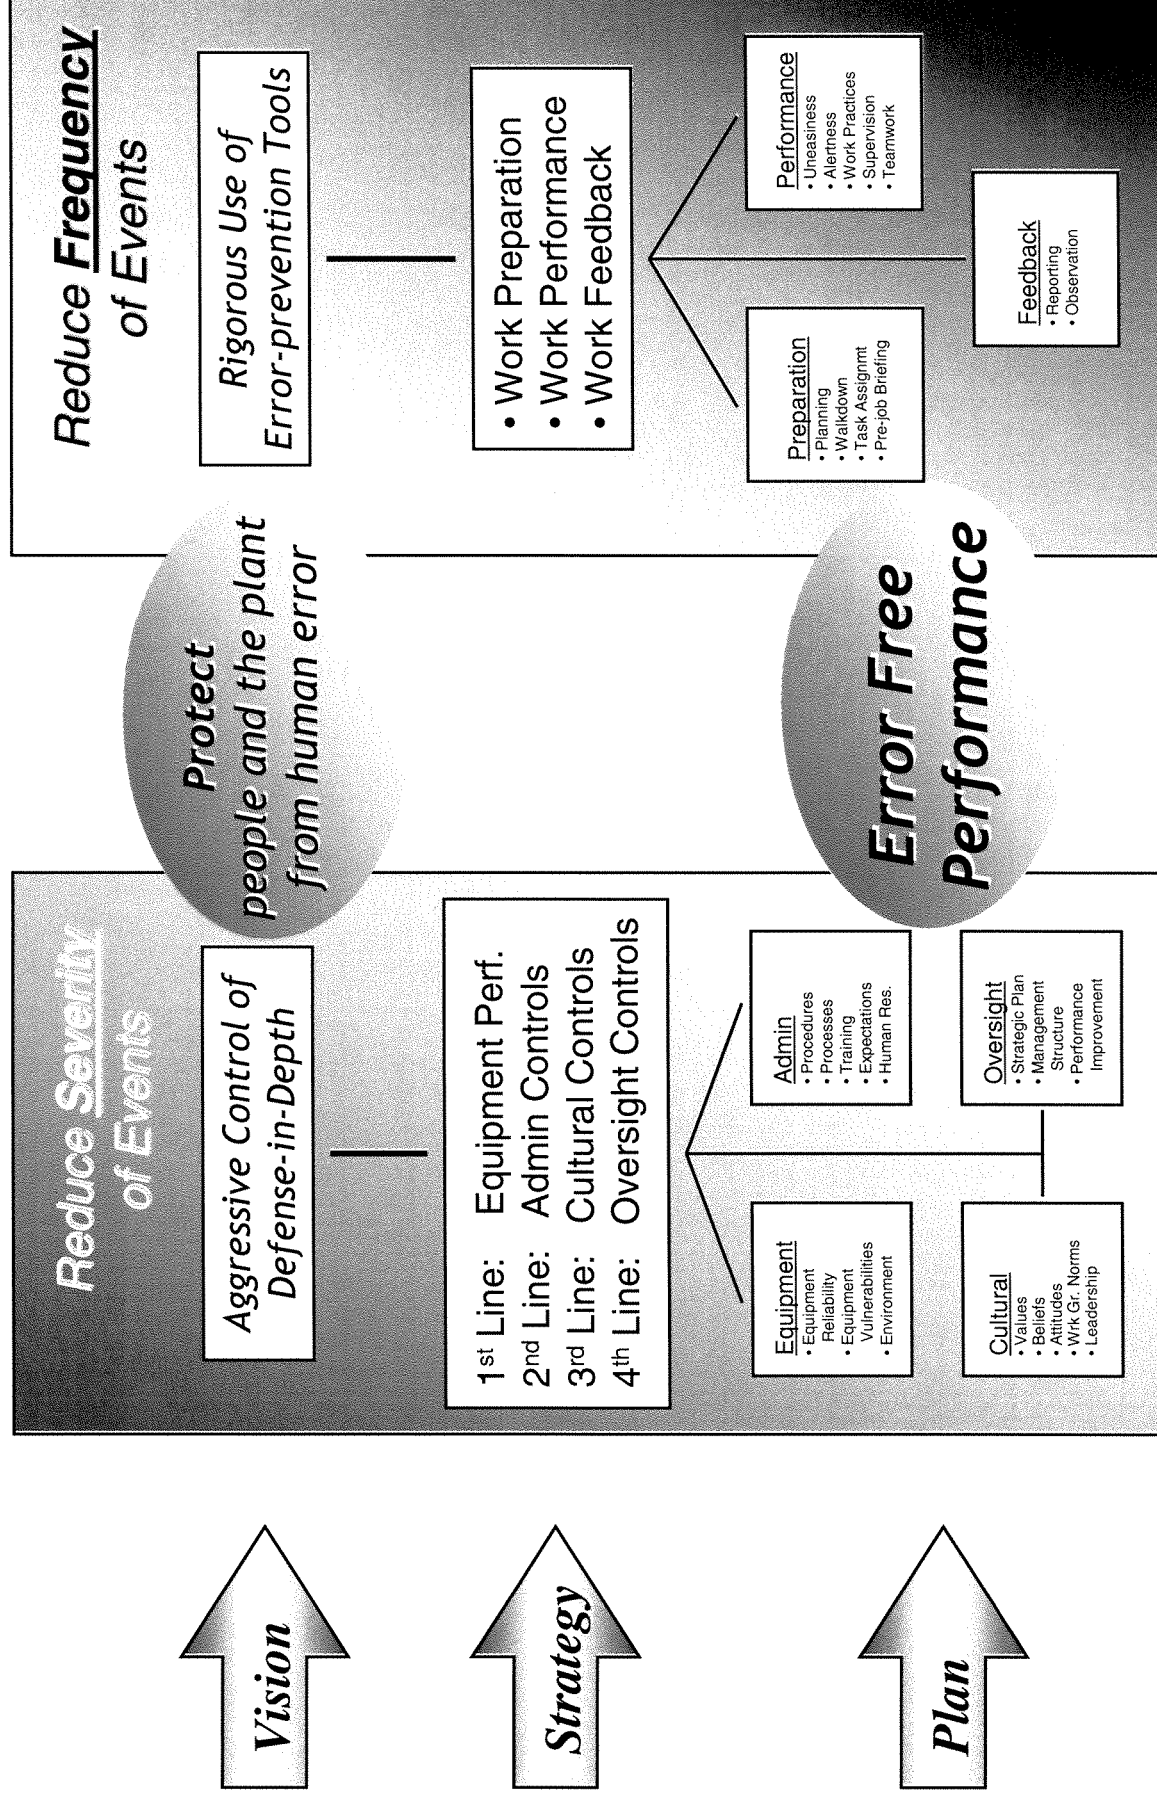 Vision
Strategy
Plan
Reduce Severity
of Events
Aggressive Control of
Defense-in-Depth
1st Line: Equipment Perf.
2nd Line: Admin Controls
3rd Line: Cultural Controls
4th Line: Oversight Controls
Equipment
• Equipment
Reliability
• Equipment
Vulnerabilities
• Environment
Admin
• Procedures
• Processes
• Training
• Expectations
• Human Res.
Cultural
• Values
• Beliefs
• Attitudes
• Wrk Gr. Norms
• Leadership
Oversight
• Strategic Plan
• Management
Structure
• Performance
Improvement
Protect
people and the plant
from human error
Error Free
Performance
Reduce Frequency
of Events
Rigorous Use of
Error-prevention Tools
• Work Preparation
• Work Performance
• Work Feedback
Preparation
• Planning
• Walkdown
• Task Assignmt
• Pre-job Briefing
Performance
• Uneasiness
• Alertness
• Work Practices
• Supervision
• Teamwork
Feedback
• Reporting
• Observation